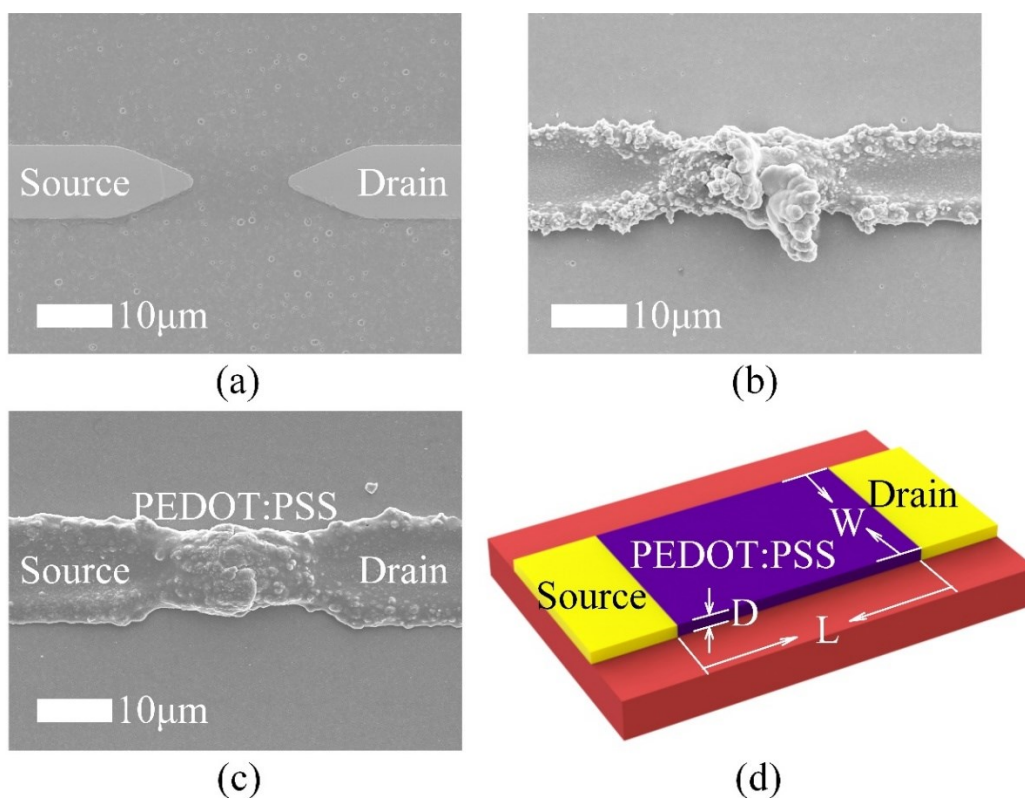 Source
Drain
10μm
(a)
10μm
(b)
PEDOT:PSS
Source
Drain
10μm
(c)
Drain
W
PEDOT:PSS
Source
D
L
(d)